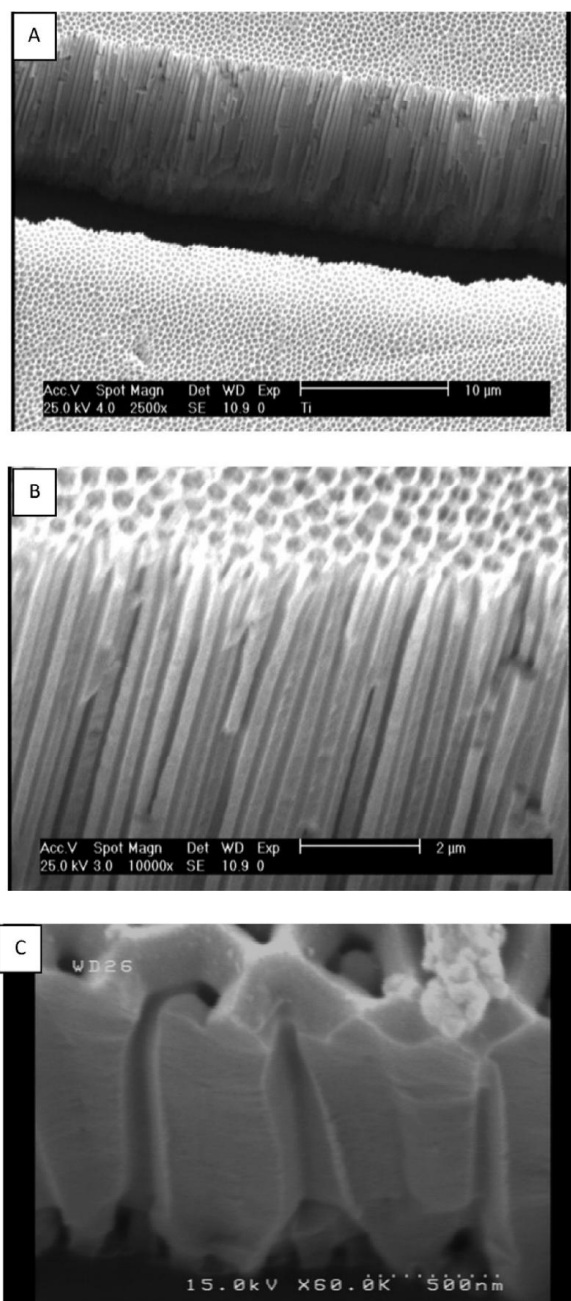 A
Acc.V Spot Magn Det WD Exp 10 µm
25.0 kV 4.0 2500x SE 10.9 0 Ti
B
Acc.V Spot Magn Det WD Exp 2 µm
25.0 kV 3.0 10000x SE 10.9 0
C
WD26
15.0kV X60.0K 500nm